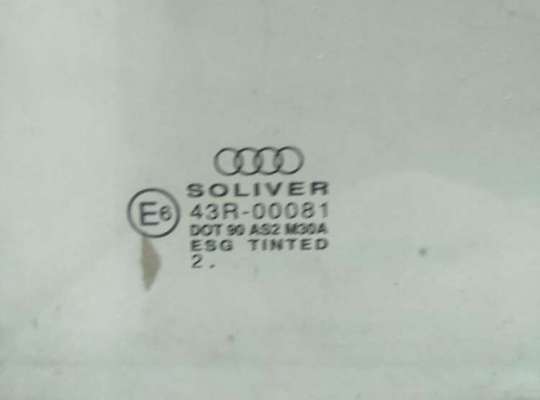 SOLIVER
E6 43R-00081
DOT 90 AS2 M30A
ESG TINTED
2.